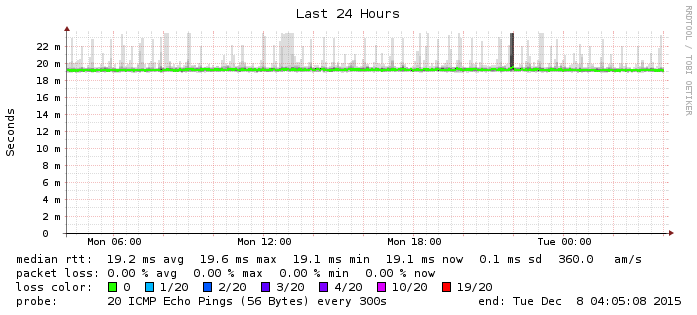 Last 24 Hours
RRDTOOL / TOBI OETIKER
Seconds
22 m
20 m
18 m
16 m
14 m
12 m
10 m
8 m
6 m
4 m
2 m
0
Mon 06:00 Mon 12:00 Mon 18:00 Tue 00:00
median rtt: 19.2 ms avg 19.6 ms max 19.1 ms min 19.1 ms now 0.1 ms sd 360.0 am/s
packet loss: 0.00 % avg 0.00 % max 0.00 % min 0.00 % now
loss color: 0 1/20 2/20 3/20 4/20 10/20 19/20
probe: 20 ICMP Echo Pings (56 Bytes) every 300s end: Tue Dec 8 04:05:08 2015